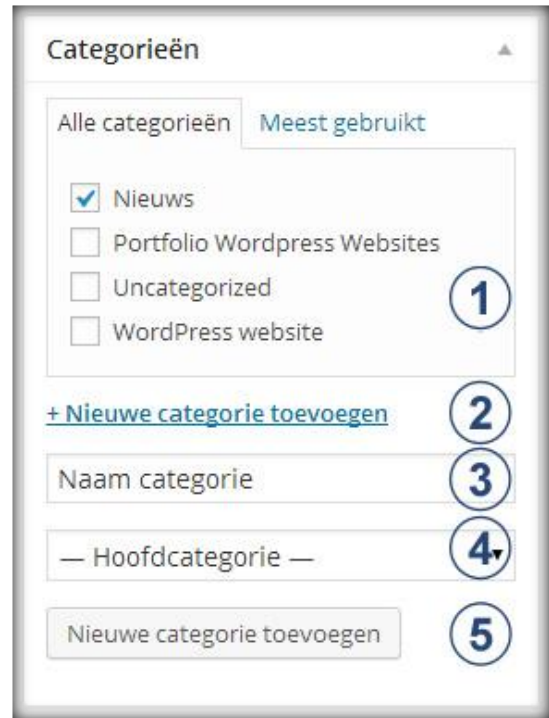 Categorieën
Alle categorieën Meest gebruikt
Nieuws
Portfolio Wordpress Websites
Uncategorized
1
WordPress website
+ Nieuwe categorie toevoegen 2
Naam categorie 3
— Hoofdcategorie — 4
Nieuwe categorie toevoegen 5